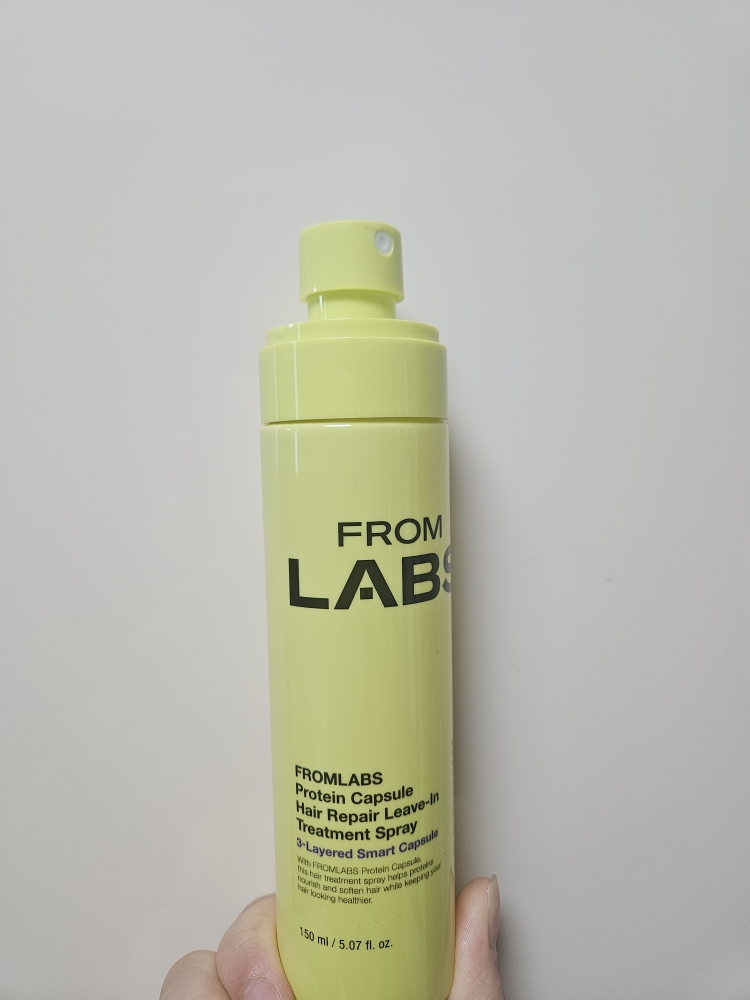 FROM
LABS
FROMLABS
Protein Capsule
Hair Repair Leave-In
Treatment Spray
3-Layered Smart Capsule
With FROMLABS Protein Capsule,
this hair treatment spray helps proteins
nourish and soften hair while keeping your
hair looking healthier.
150 ml / 5.07 fl. oz.